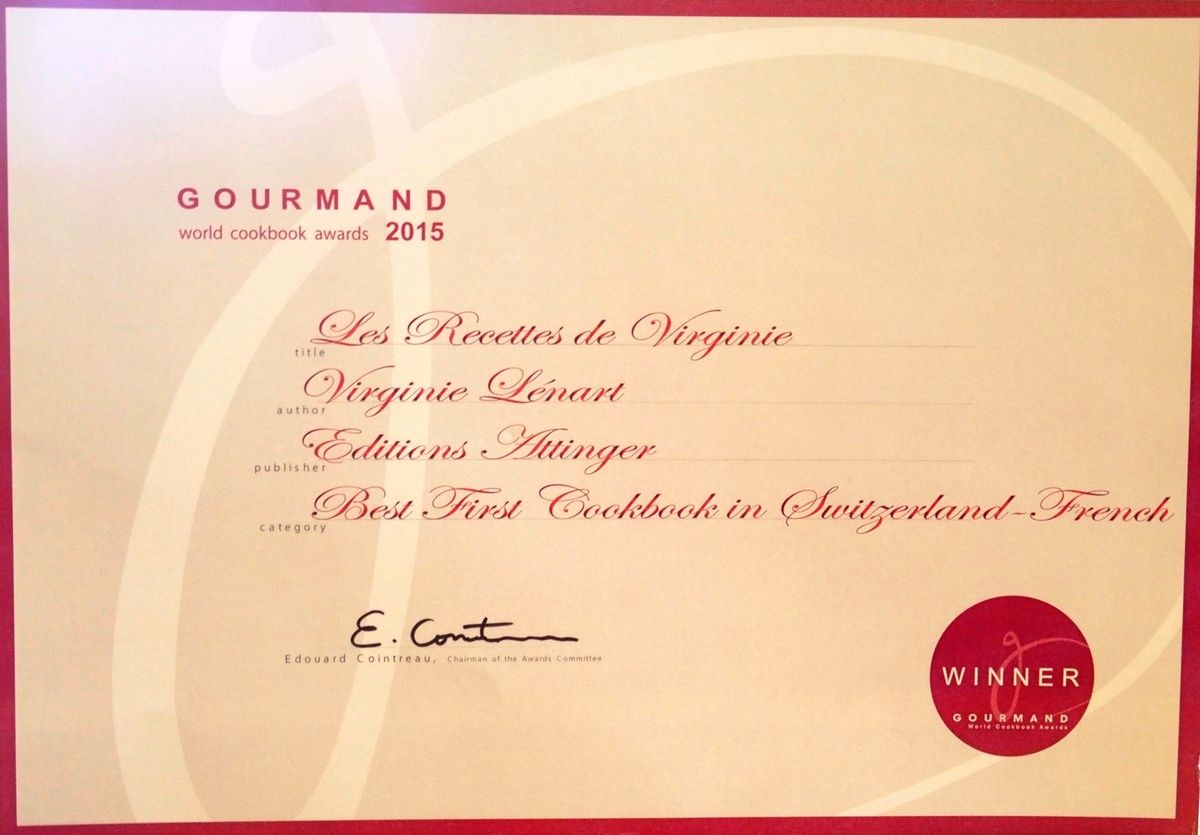 GOURMAND
world cookbook awards 2015
Les Recettes de Virginie
title
Virginie Lénart
author
Editions Attinger
publisher
Best First Cookbook in Switzerland-French
category
E. Cointreau
Edouard Cointreau, Chairman of the Awards Committee
WINNER
GOURMAND
World Cookbook Awards